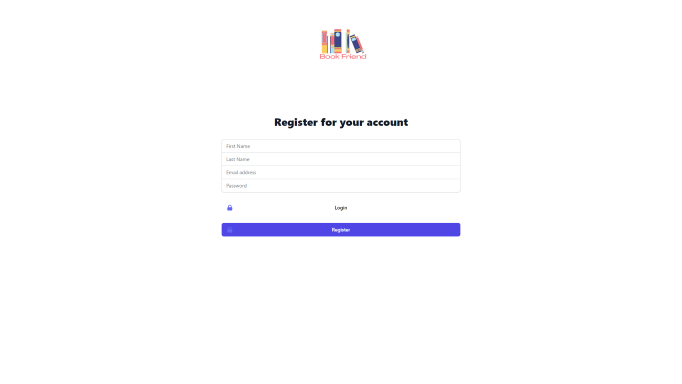 Book Friend
Register for your account
First Name
Last Name
Email address
Password
Login
Register